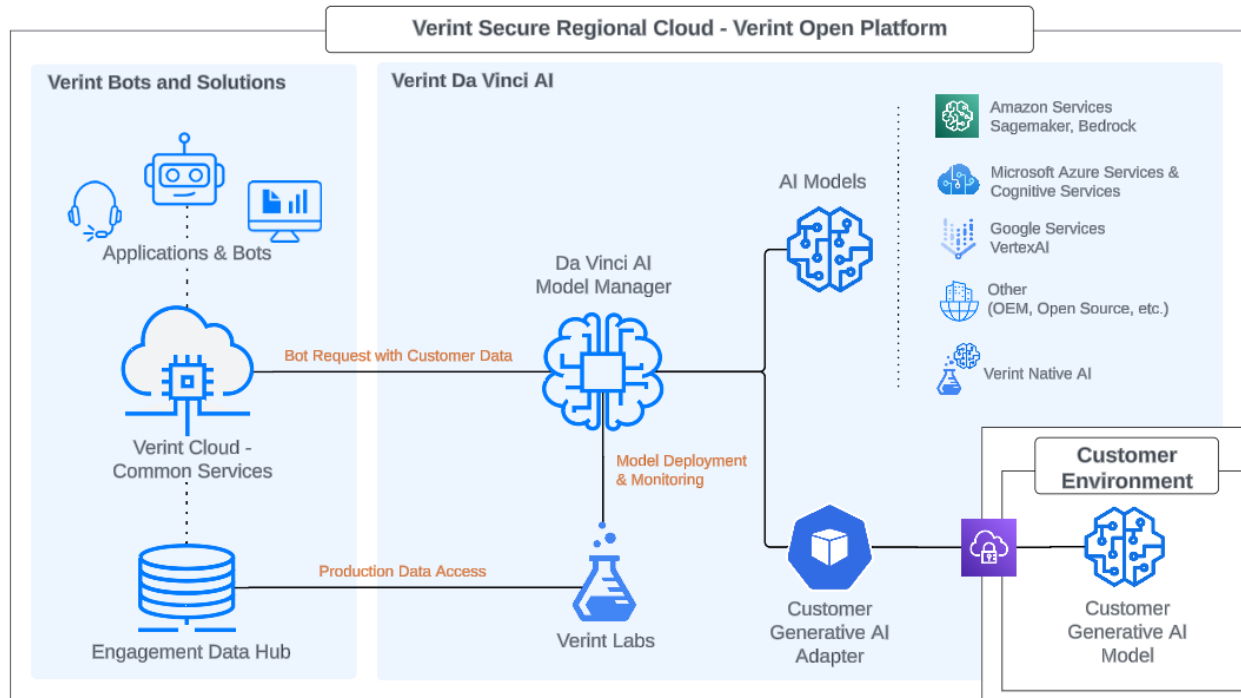 Verint Secure Regional Cloud - Verint Open Platform
Verint Bots and Solutions
Applications & Bots
Verint Cloud -
Common Services
Engagement Data Hub
Bot Request with Customer Data
Production Data Access
Verint Da Vinci AI
Da Vinci AI
Model Manager
Model Deployment
& Monitoring
Verint Labs
AI Models
Customer
Generative AI
Adapter
Amazon Services
Sagemaker, Bedrock
Microsoft Azure Services &
Cognitive Services
Google Services
VertexAI
Other
(OEM, Open Source, etc.)
Verint Native AI
Customer
Environment
Customer
Generative AI
Model